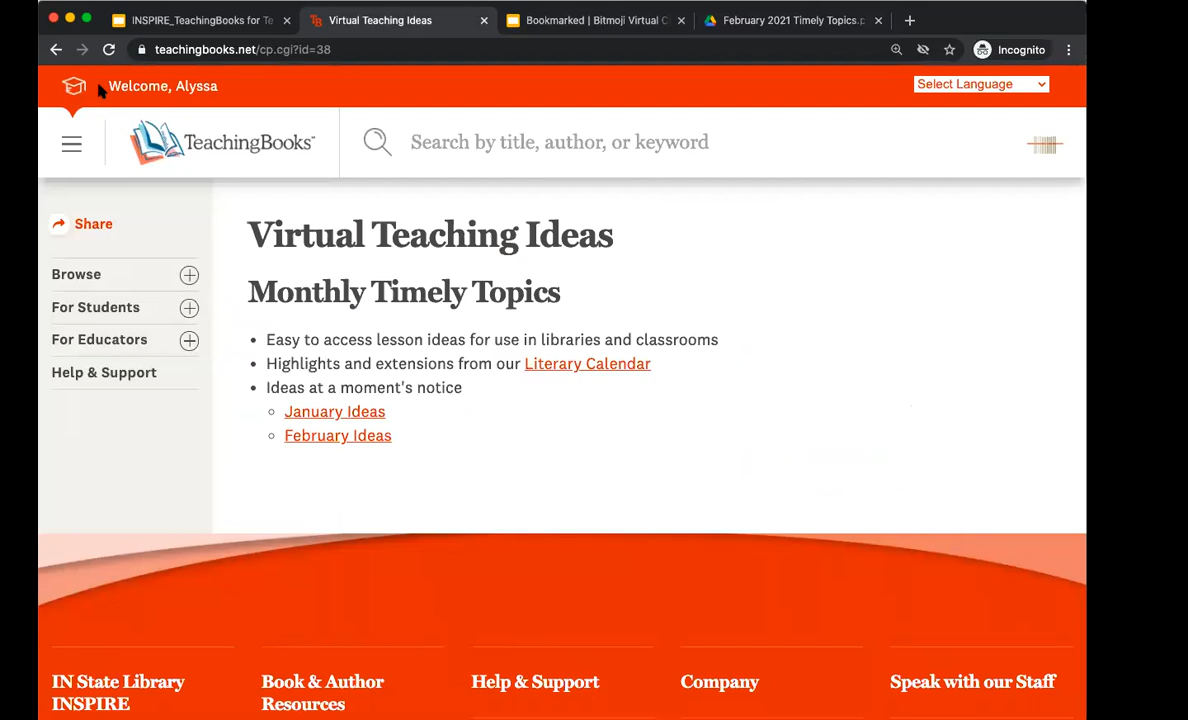 INSPIRE_TeachingBooks for Te
Virtual Teaching Ideas
Bookmarked | Bitmoji Virtual C
February 2021 Timely Topics.p
teachingbooks.net/cp.cgi?id=38
Incognito
Welcome, Alyssa
Select Language
TeachingBooks™
Search by title, author, or keyword
Share
Browse
For Students
For Educators
Help & Support
Virtual Teaching Ideas
Monthly Timely Topics
• Easy to access lesson ideas for use in libraries and classrooms
• Highlights and extensions from our Literary Calendar
• Ideas at a moment's notice
◦ January Ideas
◦ February Ideas
IN State Library
INSPIRE
Book & Author
Resources
Help & Support
Company
Speak with our Staff